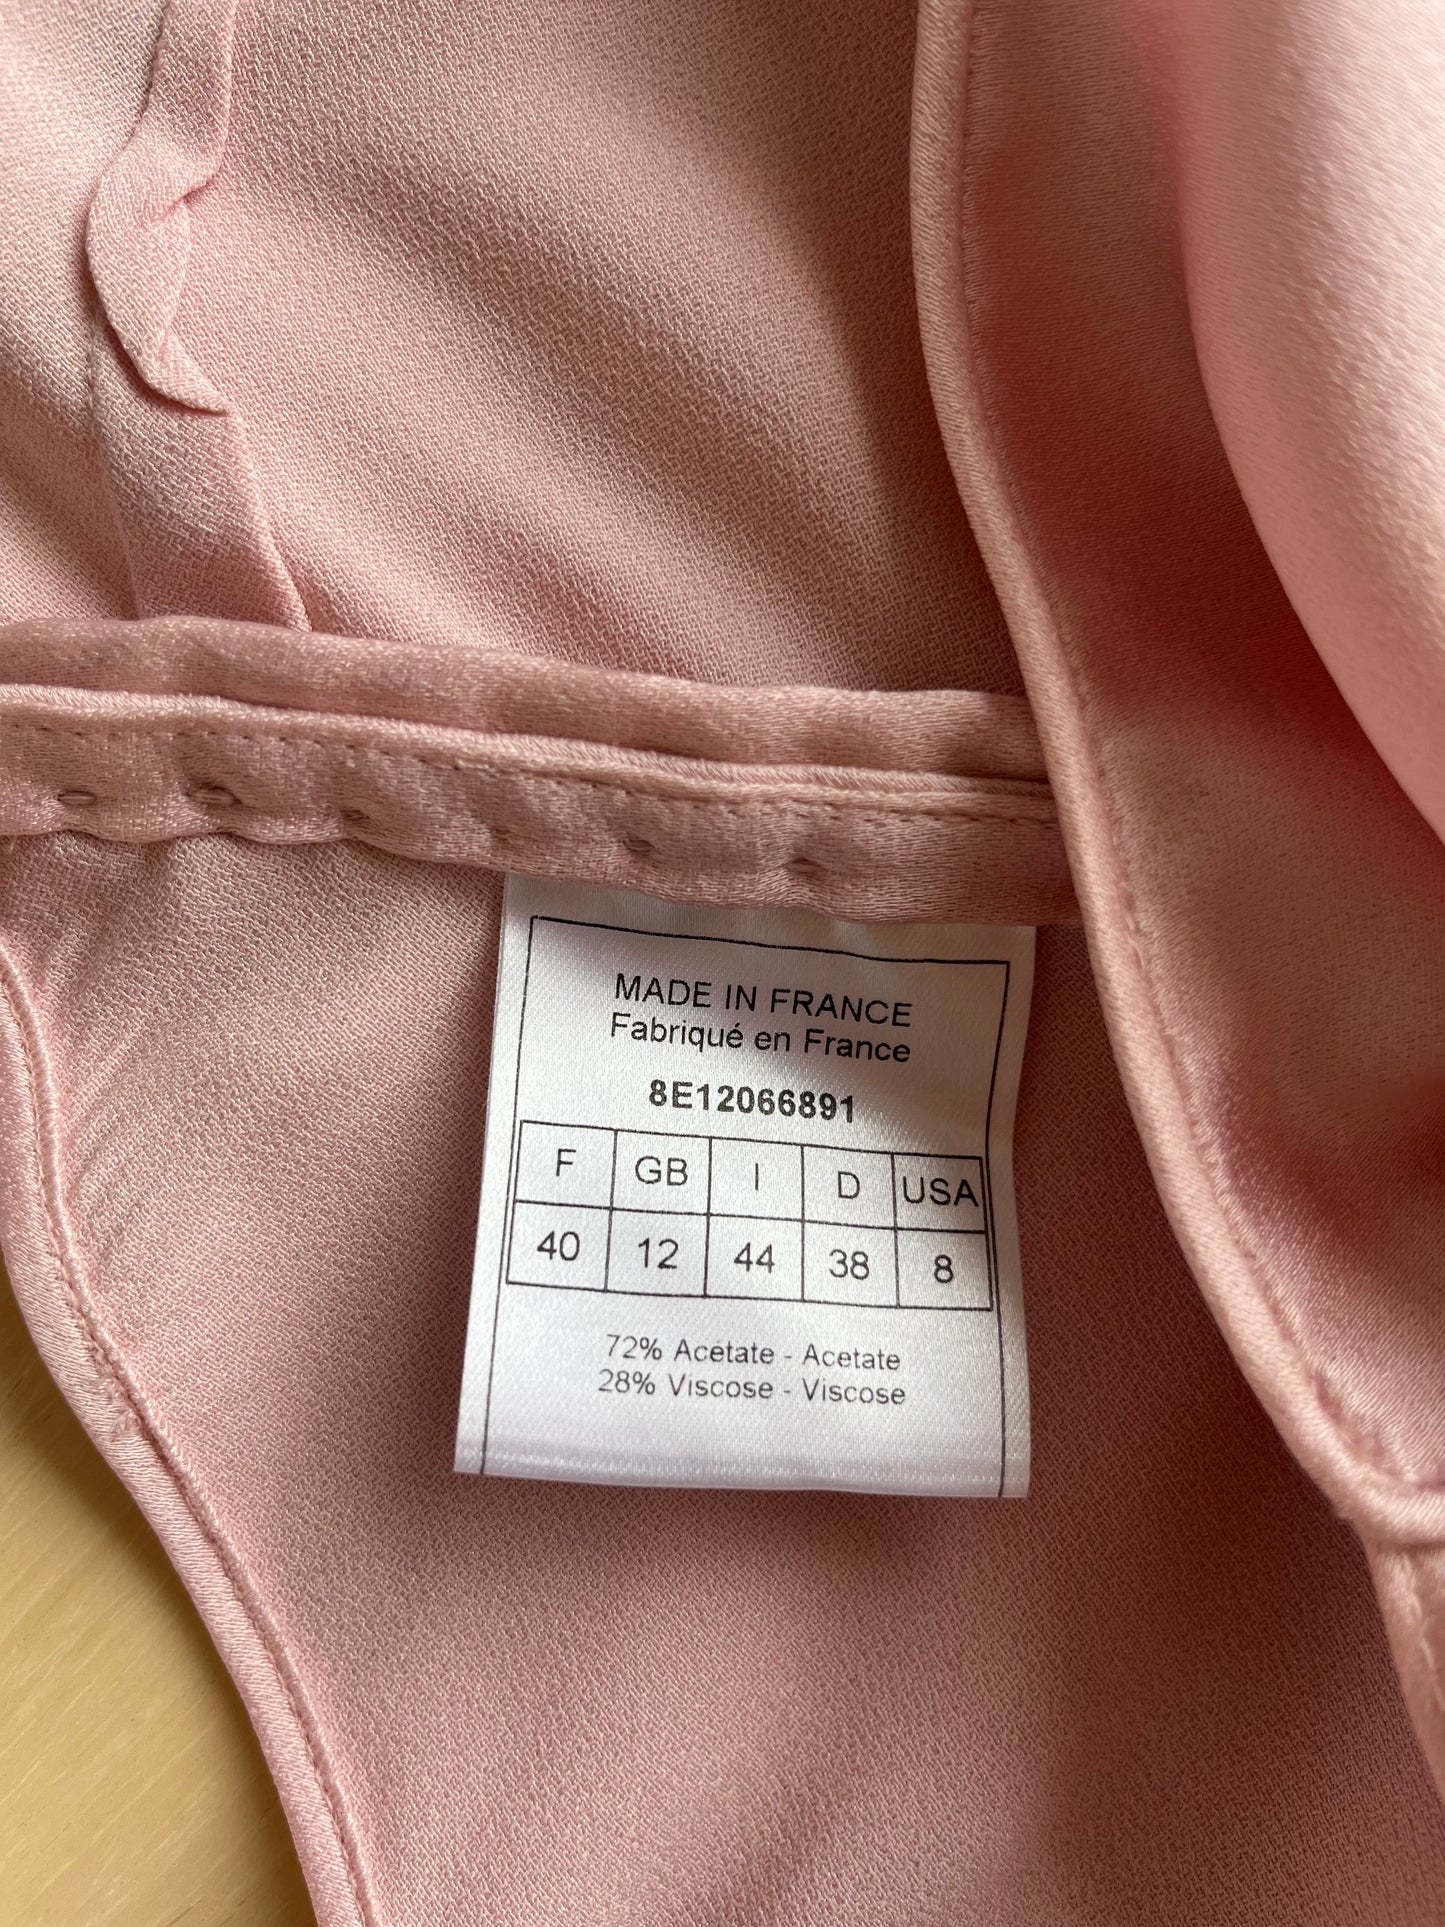 MADE IN FRANCE
Fabriqué en France
8E12066891
F GB I D USA
40 12 44 38 8
72% Acétate - Acetate
28% Viscose - Viscose